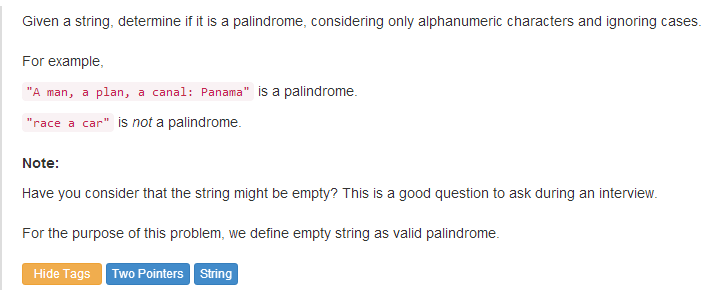 Given a string, determine if it is a palindrome, considering only alphanumeric characters and ignoring cases.
For example,
"A man, a plan, a canal: Panama" is a palindrome.
"race a car" is not a palindrome.
Note:
Have you consider that the string might be empty? This is a good question to ask during an interview.
For the purpose of this problem, we define empty string as valid palindrome.
Hide Tags Two Pointers String